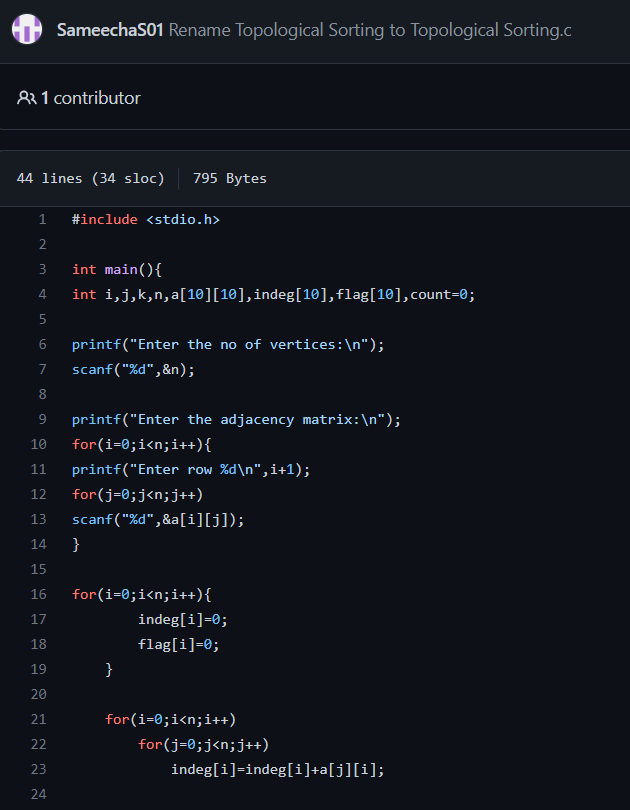 SameechaS01 Rename Topological Sorting to Topological Sorting.c
1 contributor
44 lines (34 sloc) 795 Bytes
1 #include <stdio.h>
2
3 int main(){
4 int i,j,k,n,a[10][10],indeg[10],flag[10],count=0;
5
6 printf("Enter the no of vertices:\n");
7 scanf("%d",&n);
8
9 printf("Enter the adjacency matrix:\n");
10 for(i=0;i<n;i++){
11 printf("Enter row %d\n",i+1);
12 for(j=0;j<n;j++)
13 scanf("%d",&a[i][j]);
14 }
15
16 for(i=0;i<n;i++){
17         indeg[i]=0;
18         flag[i]=0;
19     }
20
21     for(i=0;i<n;i++)
22         for(j=0;j<n;j++)
23             indeg[i]=indeg[i]+a[j][i];
24